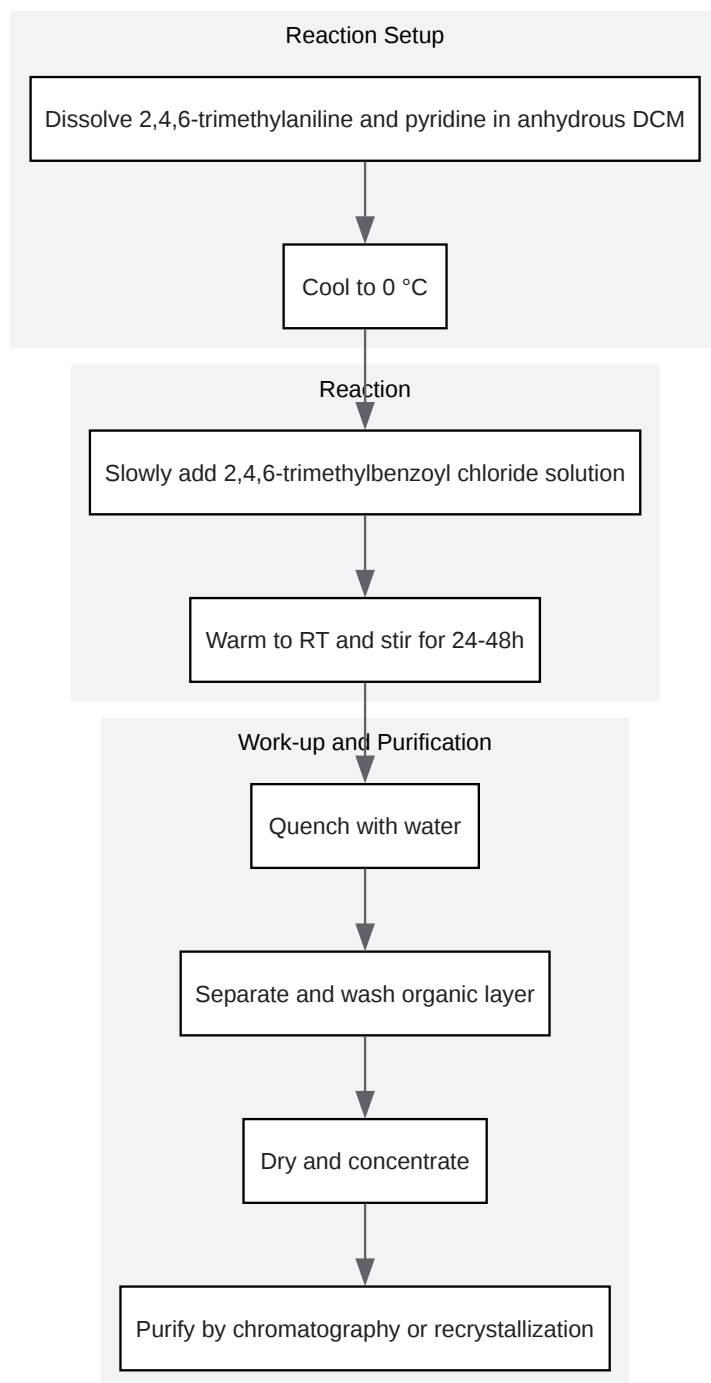 Reaction Setup
Dissolve 2,4,6-trimethylaniline and pyridine in anhydrous DCM
Cool to 0 °C
Reaction
Slowly add 2,4,6-trimethylbenzoyl chloride solution
Warm to RT and stir for 24-48h
Work-up and Purification
Quench with water
Separate and wash organic layer
Dry and concentrate
Purify by chromatography or recrystallization